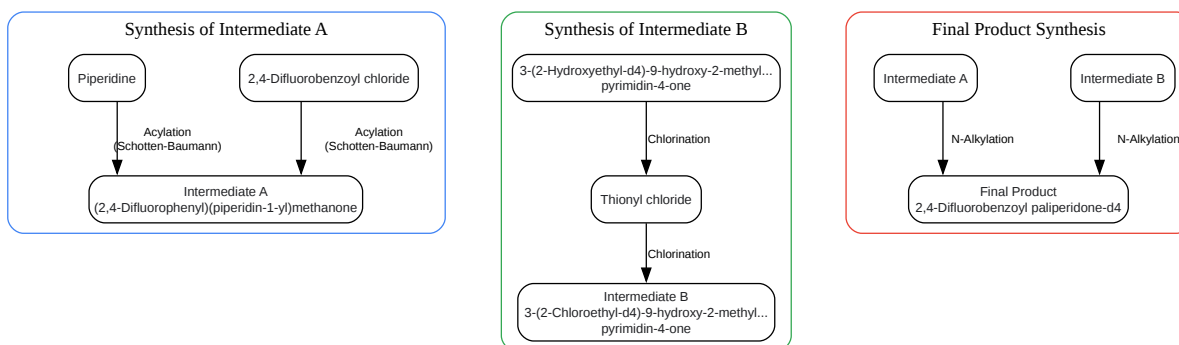 Synthesis of Intermediate A
Piperidine
2,4-Difluorobenzoyl chloride
Acylation
(Schotten-Baumann)
Acylation
(Schotten-Baumann)
Intermediate A
(2,4-Difluorophenyl)(piperidin-1-yl)methanone
Synthesis of Intermediate B
3-(2-Hydroxyethyl-d4)-9-hydroxy-2-methyl...
pyrimidin-4-one
Chlorination
Thionyl chloride
Chlorination
Intermediate B
3-(2-Chloroethyl-d4)-9-hydroxy-2-methyl...
pyrimidin-4-one
Final Product Synthesis
Intermediate A
Intermediate B
N-Alkylation
N-Alkylation
Final Product
2,4-Difluorobenzoyl paliperidone-d4